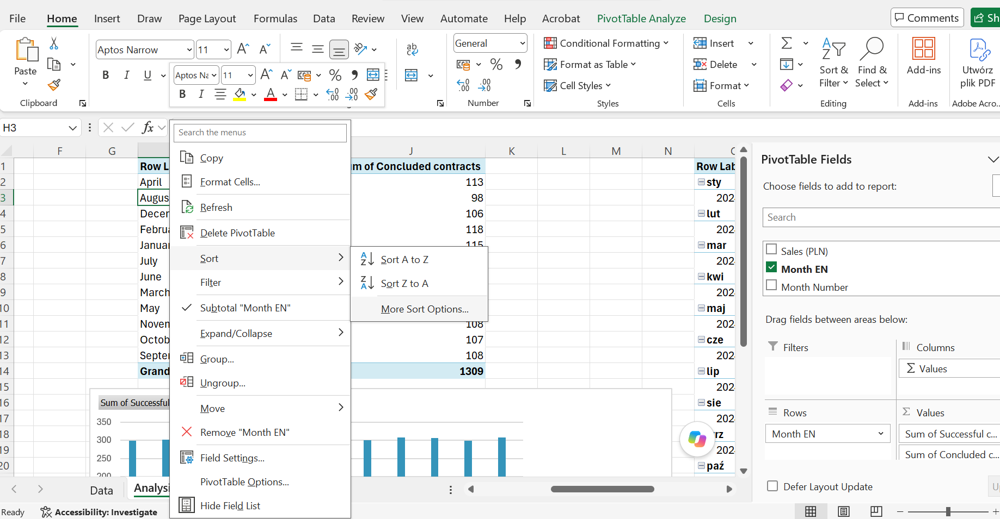 File Home Insert Draw Page Layout Formulas Data Review View Automate Help Acrobat PivotTable Analyze Design Comments Sh
Aptos Narrow 11 General
Conditional Formatting Insert
Paste
Format as Table Delete
Sort & Filter
Find & Select
Add-ins
Utwórz plik PDF
B I U
Aptos Na 11
B I
Cell Styles Format
Clipboard Number Styles Cells Editing Add-ins Adobe Acro...
H3 fx
Search the menus
Copy
Format Cells...
Refresh
Delete PivotTable
Sort
Filter
Subtotal "Month EN"
Expand/Collapse
Group...
Ungroup...
Move
Remove "Month EN"
Field Settings...
PivotTable Options...
Hide Field List
Sort A to Z
Sort Z to A
More Sort Options...
F G J K L M N
1 Row L m of Concluded contracts Row Lab
2 April 113 sty
3 Augus 98 202
4 Decem 106 lut
5 Februa 118 202
6 Januar 115 mar
7 July 202
8 June kwi
9 March 202
10 May maj
11 Novem 108 202
12 Octob 107 cze
13 Septe 108 202
14 Grand 1309 lip
15 202
16 sie
17 202
18 rz
19 202
20 paź
Sum of Successful
350
300
250
200
PivotTable Fields
Choose fields to add to report:
Search
Sales (PLN)
Month EN
Month Number
Drag fields between areas below:
Filters Columns
Σ Values
Rows Σ Values
Month EN Sum of Successful c...
Sum of Concluded c...
Defer Layout Update U
Data Analysi
Ready Accessibility: Investigate